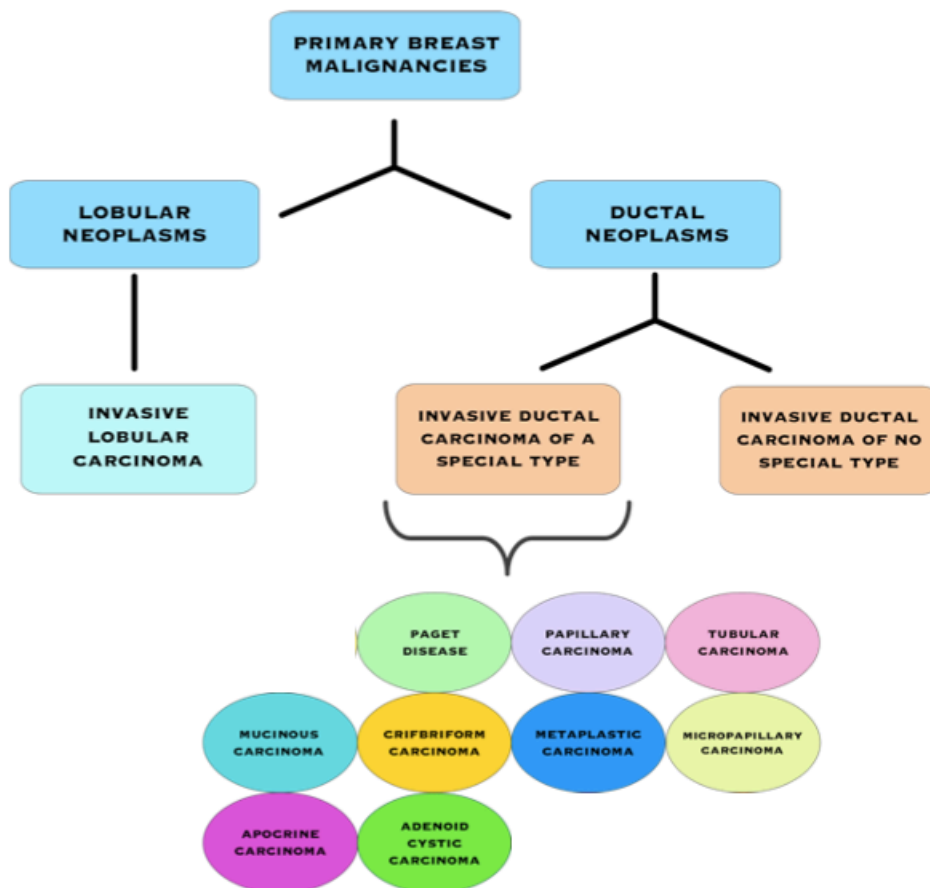 PRIMARY BREAST
MALIGNANCIES
LOBULAR
NEOPLASMS
DUCTAL
NEOPLASMS
INVASIVE
LOBULAR
CARCINOMA
INVASIVE DUCTAL
CARCINOMA OF A
SPECIAL TYPE
INVASIVE DUCTAL
CARCINOMA OF NO
SPECIAL TYPE
PAGET
DISEASE
PAPILLARY
CARCINOMA
TUBULAR
CARCINOMA
MUCINOUS
CARCINOMA
CRIFBRIFORM
CARCINOMA
METAPLASTIC
CARCINOMA
MICROPAPILLARY
CARCINOMA
APOCRINE
CARCINOMA
ADENOID
CYSTIC
CARCINOMA